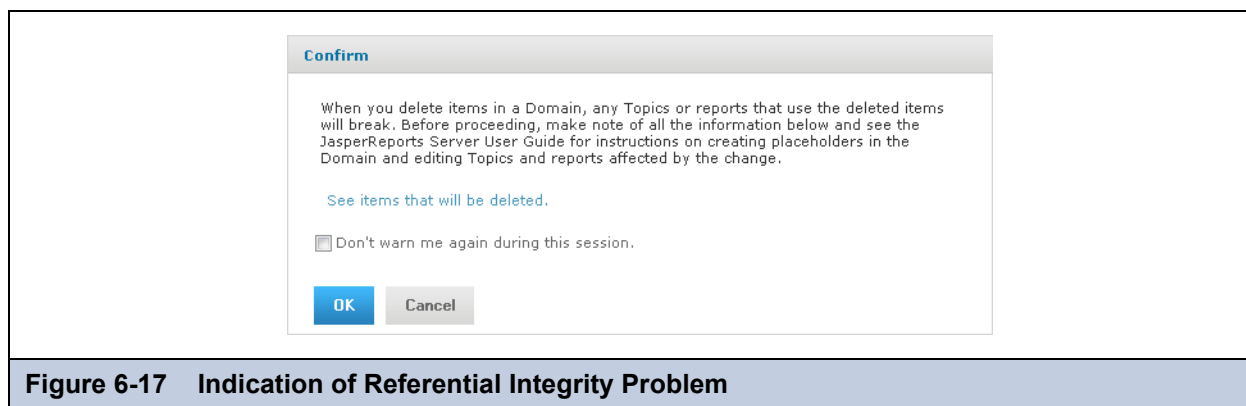 Confirm
When you delete items in a Domain, any Topics or reports that use the deleted items
will break. Before proceeding, make note of all the information below and see the
JasperReports Server User Guide for instructions on creating placeholders in the
Domain and editing Topics and reports affected by the change.
See items that will be deleted.
Don't warn me again during this session.
OK Cancel
Figure 6-17 Indication of Referential Integrity Problem